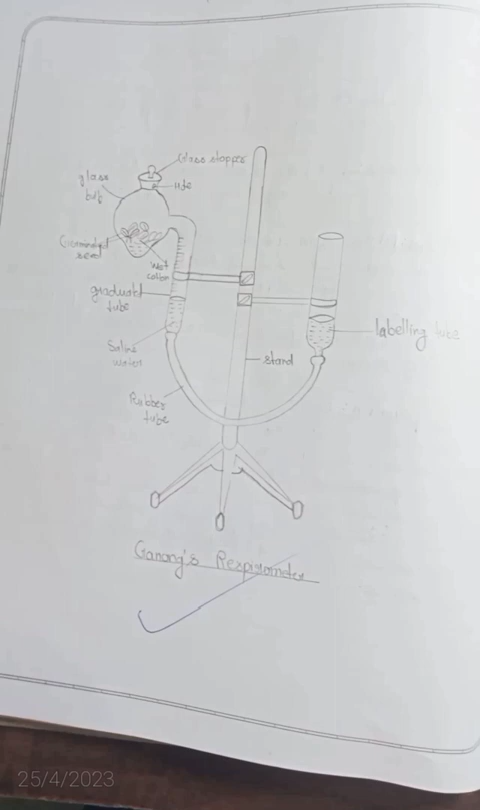 Glass stopper
glass
bulb
Hole
Germinated
seed
Wet
cotton
graduated
tube
labelling tube
Saline
water
stand
Rubber
tube
Ganong's Respirometer
25/4/2023